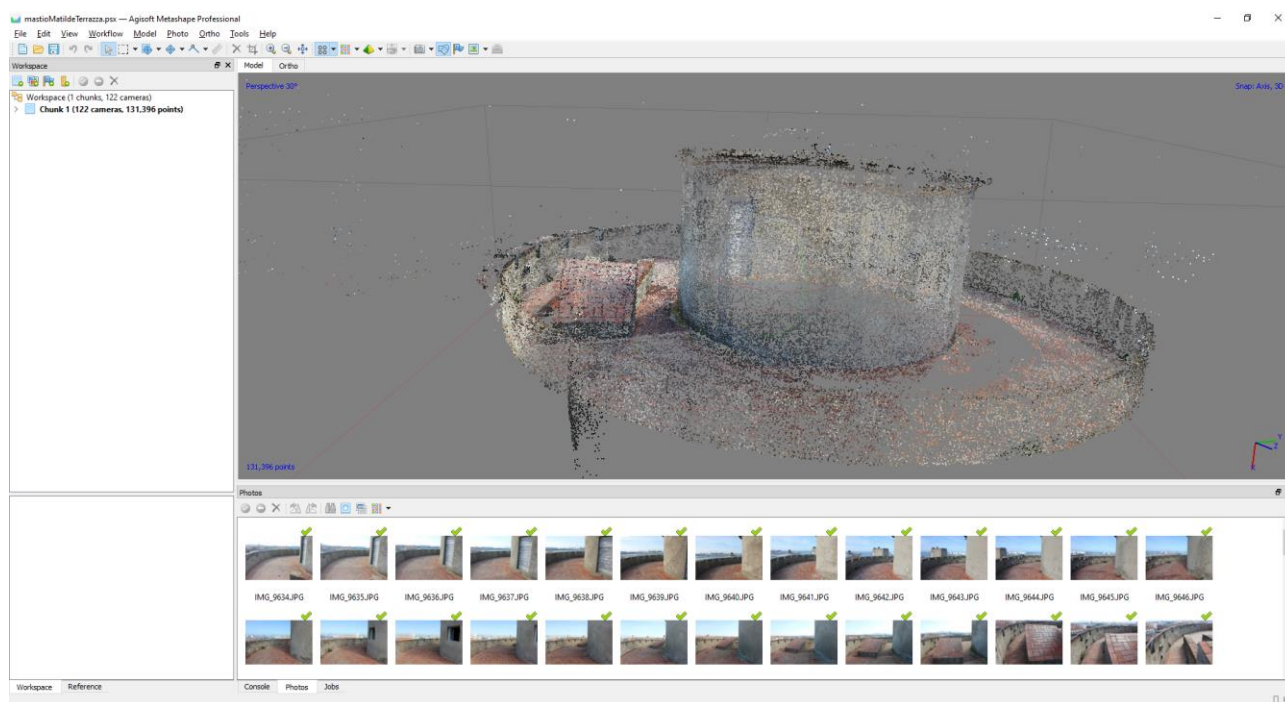 mastioMatildeTerrazza.psx — Agisoft Metashape Professional
File Edit View Workflow Model Photo Ortho Tools Help
Workspace
Model Ortho
Workspace (1 chunks, 122 cameras)
Chunk 1 (122 cameras, 131,396 points)
Perspective 30°
Snap: Axis, 3D
131,396 points
Y
Z
X
Photos
IMG_9634.JPG IMG_9635.JPG IMG_9636.JPG IMG_9637.JPG IMG_9638.JPG IMG_9639.JPG IMG_9640.JPG IMG_9641.JPG IMG_9642.JPG IMG_9643.JPG IMG_9644.JPG IMG_9645.JPG IMG_9646.JPG
Workspace Reference
Console Photos Jobs